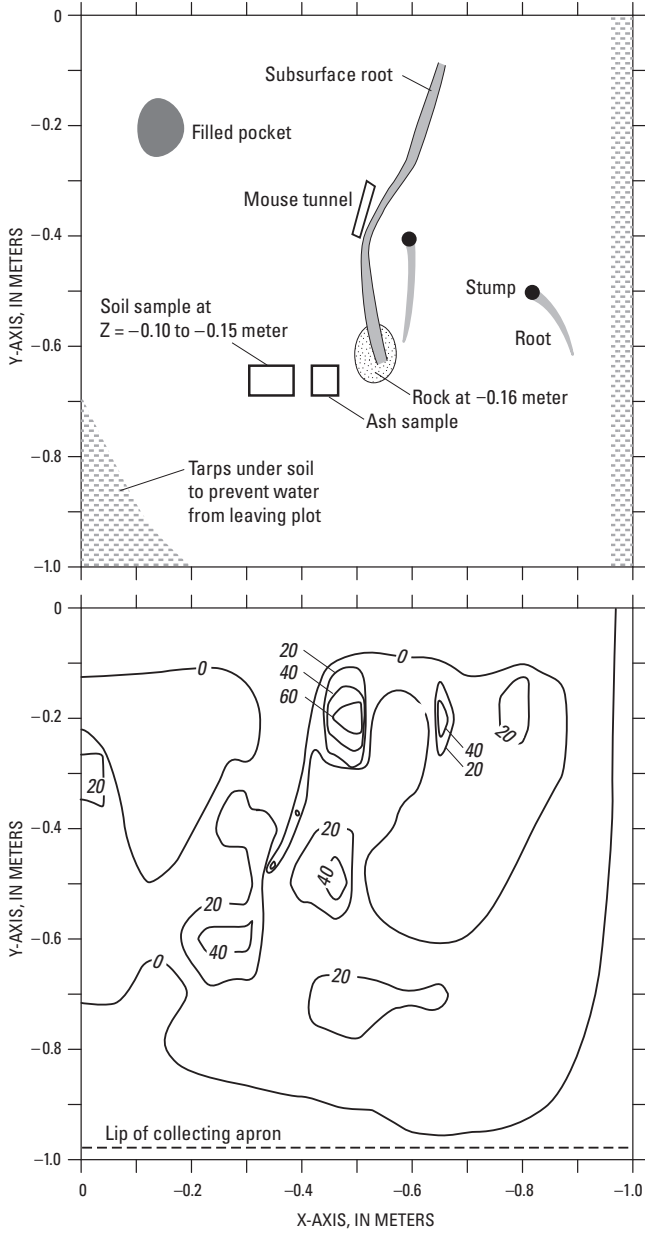 0
Subsurface root
Filled pocket
−0.2
Mouse tunnel
−0.4
Y-AXIS, IN METERS
Stump
Soil sample at
Z = −0.10 to −0.15 meter
Root
−0.6
Rock at −0.16 meter
Ash sample
−0.8
Tarps under soil
to prevent water
from leaving plot
−1.0
0
20
0
0
40
60
−0.2
20
40
20
20
−0.4
20
40
Y-AXIS, IN METERS
20
−0.6
40
0
20
−0.8
Lip of collecting apron
−1.0
0
−0.2
−0.4
−0.6
−0.8
−1.0
X-AXIS, IN METERS